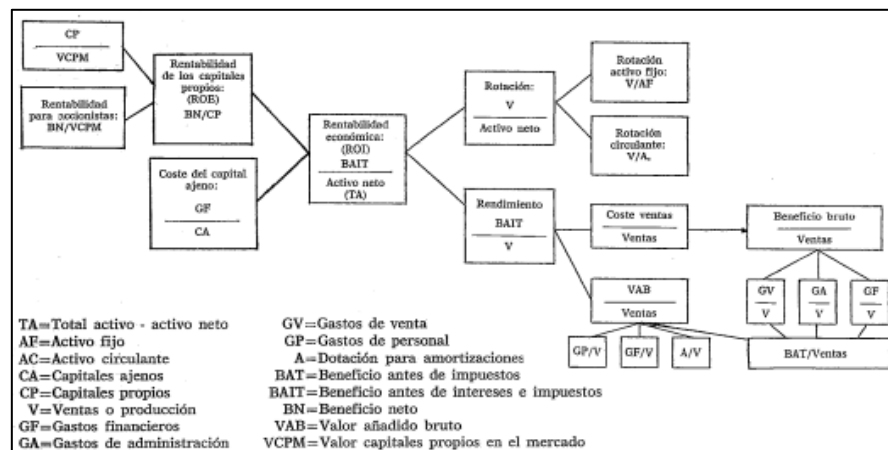 CP
VCPM
Rentabilidad para accionistas:
BN/VCPM
Rentabilidad
de los capitales
propios:
(ROE)
BN/CP
Coste del capital
ajeno:
GF
CA
Rentabilidad
económica:
(ROI)
BAIT
Activo neto
(TA)
Rotación:
V
Activo neto
Rendimiento
BAIT
V
Rotación
activo fijo:
V/AF
Rotación
circulante:
V/A.
Coste ventas
Ventas
Beneficio bruto
Ventas
VAB
Ventas
GV
V
GA
V
GF
V
GP/V
GF/V
A/V
BAT/Ventas
TA=Total activo - activo neto
AF=Activo fijo
AC=Activo circulante
CA=Capitales ajenos
CP=Capitales propios
V=Ventas o producción
GF=Gastos financieros
GA=Gastos de administración
GV=Gastos de venta
GP=Gastos de personal
A=Dotación para amortizaciones
BAT=Beneficio antes de impuestos
BAIT=Beneficio antes de intereses e impuestos
BN=Beneficio neto
VAB=Valor añadido bruto
VCPM=Valor capitales propios en el mercado